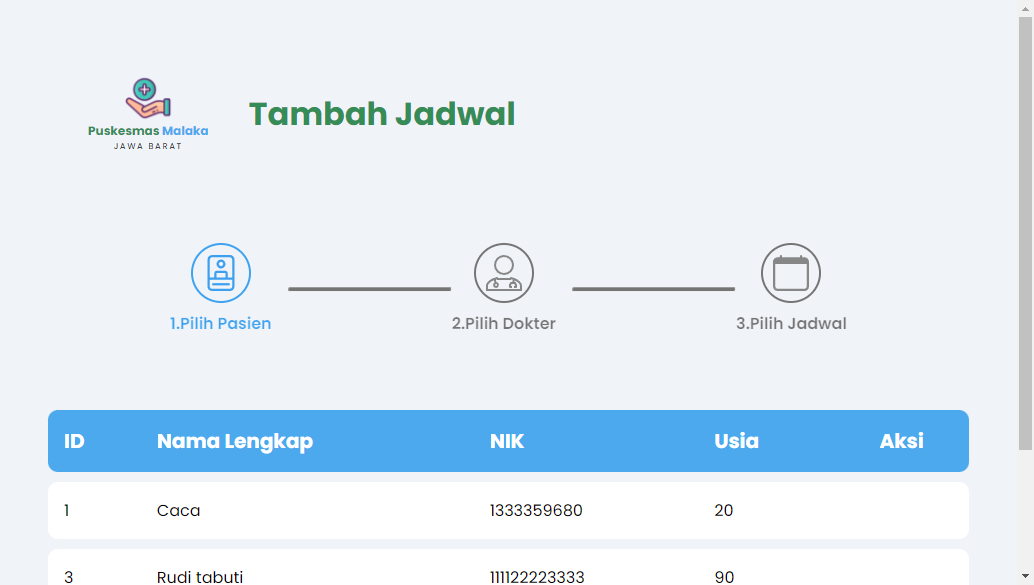 Puskesmas Malaka
JAWA BARAT
Tambah Jadwal
1.Pilih Pasien
2.Pilih Dokter
3.Pilih Jadwal
ID Nama Lengkap NIK Usia Aksi
1 Caca 1333359680 20
3 Rudi tabuti 111122223333 90